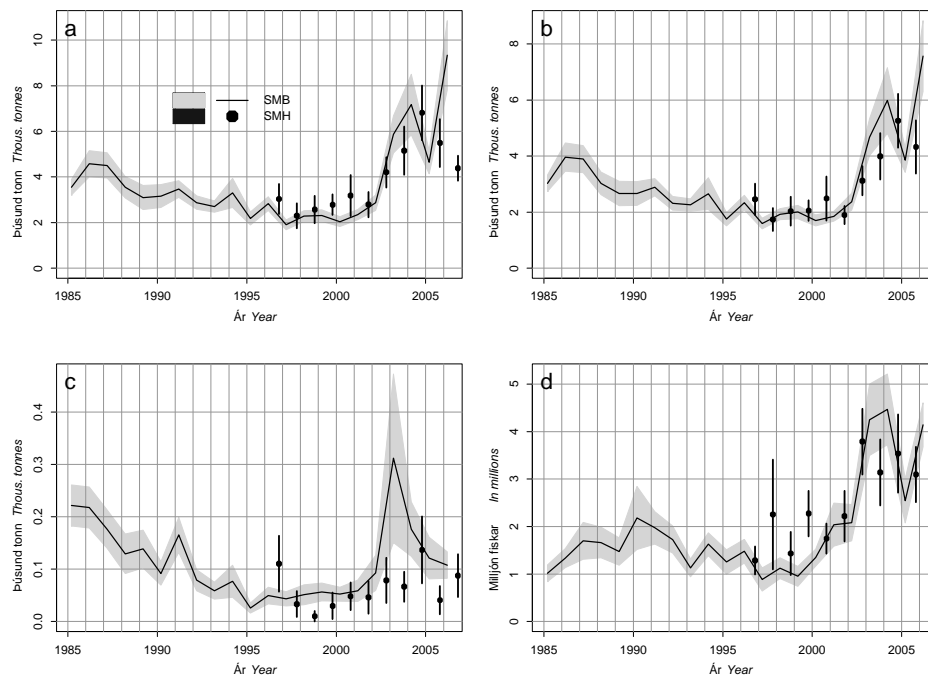 a
Þúsund tonn Thous. tonnes
0 2 4 6 8 10
SMB
SMH
1985 1990 1995 2000 2005
Ár Year
b
Þúsund tonn Thous. tonnes
0 2 4 6 8
1985 1990 1995 2000 2005
Ár Year
c
Þúsund tonn Thous. tonnes
0.0 0.1 0.2 0.3 0.4
1985 1990 1995 2000 2005
Ár Year
d
Milljón fiskar In millions
0 1 2 3 4 5
1985 1990 1995 2000 2005
Ár Year